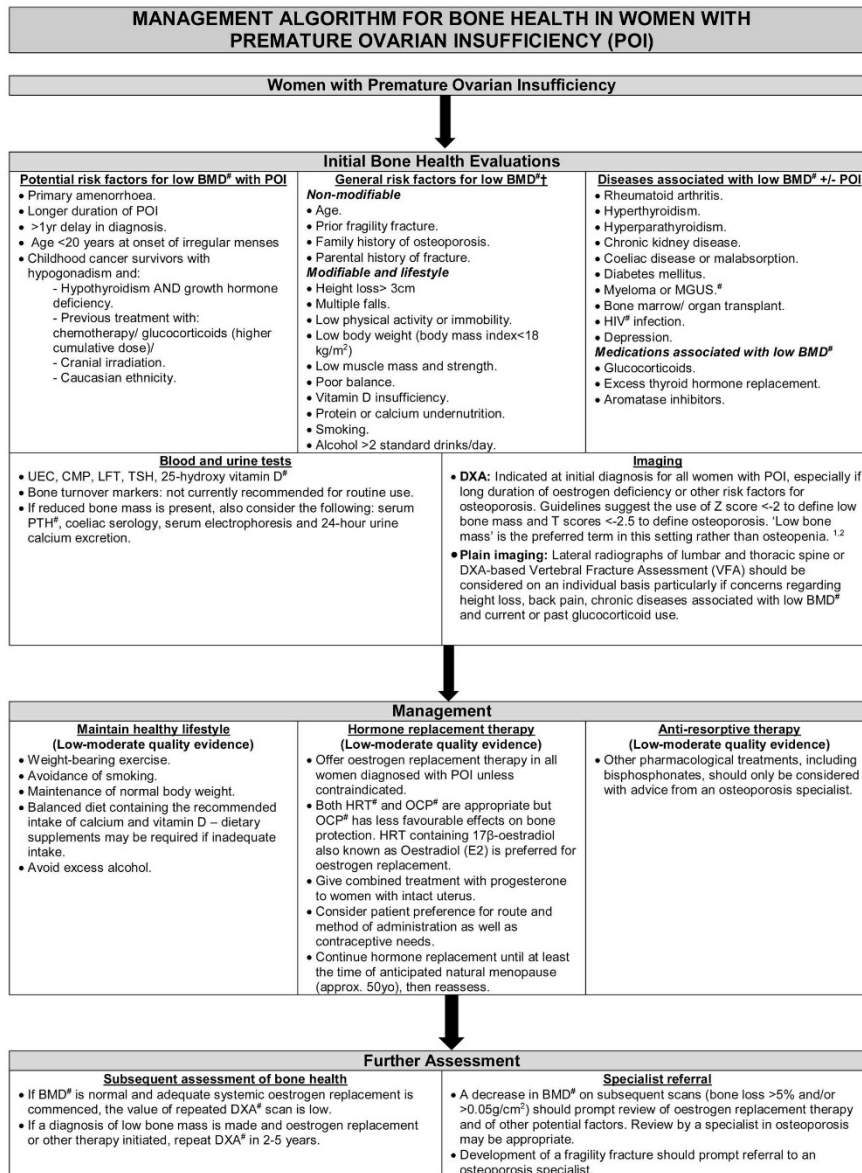 MANAGEMENT ALGORITHM FOR BONE HEALTH IN WOMEN WITH
PREMATURE OVARIAN INSUFFICIENCY (POI)
Women with Premature Ovarian Insufficiency
Initial Bone Health Evaluations
Potential risk factors for low BMD# with POI
• Primary amenorrhoea.
• Longer duration of POI
• >1yr delay in diagnosis.
• Age <20 years at onset of irregular menses
• Childhood cancer survivors with
hypogonadism and:
- Hypothyroidism AND growth hormone
deficiency.
- Previous treatment with:
chemotherapy/ glucocorticoids (higher
cumulative dose)/
- Cranial irradiation.
- Caucasian ethnicity.
General risk factors for low BMD#†
Non-modifiable
• Age.
• Prior fragility fracture.
• Family history of osteoporosis.
• Parental history of fracture.
Modifiable and lifestyle
• Height loss> 3cm
• Multiple falls.
• Low physical activity or immobility.
• Low body weight (body mass index<18
kg/m²)
• Low muscle mass and strength.
• Poor balance.
• Vitamin D insufficiency.
• Protein or calcium undernutrition.
• Smoking.
• Alcohol >2 standard drinks/day.
Diseases associated with low BMD# +/- POI
• Rheumatoid arthritis.
• Hyperthyroidism.
• Hyperparathyroidism.
• Chronic kidney disease.
• Coeliac disease or malabsorption.
• Diabetes mellitus.
• Myeloma or MGUS.#
• Bone marrow/ organ transplant.
• HIV# infection.
• Depression.
Medications associated with low BMD#
• Glucocorticoids.
• Excess thyroid hormone replacement.
• Aromatase inhibitors.
Blood and urine tests
• UEC, CMP, LFT, TSH, 25-hydroxy vitamin D#
• Bone turnover markers: not currently recommended for routine use.
• If reduced bone mass is present, also consider the following: serum
PTH#, coeliac serology, serum electrophoresis and 24-hour urine
calcium excretion.
Imaging
• DXA: Indicated at initial diagnosis for all women with POI, especially if
long duration of oestrogen deficiency or other risk factors for
osteoporosis. Guidelines suggest the use of Z score <-2 to define low
bone mass and T scores <-2.5 to define osteoporosis. ‘Low bone
mass’ is the preferred term in this setting rather than osteopenia. 1,2
• Plain imaging: Lateral radiographs of lumbar and thoracic spine or
DXA-based Vertebral Fracture Assessment (VFA) should be
considered on an individual basis particularly if concerns regarding
height loss, back pain, chronic diseases associated with low BMD#
and current or past glucocorticoid use.
Management
Maintain healthy lifestyle
(Low-moderate quality evidence)
• Weight-bearing exercise.
• Avoidance of smoking.
• Maintenance of normal body weight.
• Balanced diet containing the recommended
intake of calcium and vitamin D – dietary
supplements may be required if inadequate
intake.
• Avoid excess alcohol.
Hormone replacement therapy
(Low-moderate quality evidence)
• Offer oestrogen replacement therapy in all
women diagnosed with POI unless
contraindicated.
• Both HRT# and OCP# are appropriate but
OCP# has less favourable effects on bone
protection. HRT containing 17β-oestradiol
also known as Oestradiol (E2) is preferred for
oestrogen replacement.
• Give combined treatment with progesterone
to women with intact uterus.
• Consider patient preference for route and
method of administration as well as
contraceptive needs.
• Continue hormone replacement until at least
the time of anticipated natural menopause
(approx. 50yo), then reassess.
Anti-resorptive therapy
(Low-moderate quality evidence)
• Other pharmacological treatments, including
bisphosphonates, should only be considered
with advice from an osteoporosis specialist.
Further Assessment
Subsequent assessment of bone health
• If BMD# is normal and adequate systemic oestrogen replacement is
commenced, the value of repeated DXA# scan is low.
• If a diagnosis of low bone mass is made and oestrogen replacement
or other therapy initiated, repeat DXA# in 2-5 years.
Specialist referral
• A decrease in BMD# on subsequent scans (bone loss >5% and/or
>0.05g/cm²) should prompt review of oestrogen replacement therapy
and of other potential factors. Review by a specialist in osteoporosis
may be appropriate.
• Development of a fragility fracture should prompt referral to an
osteoporosis specialist.